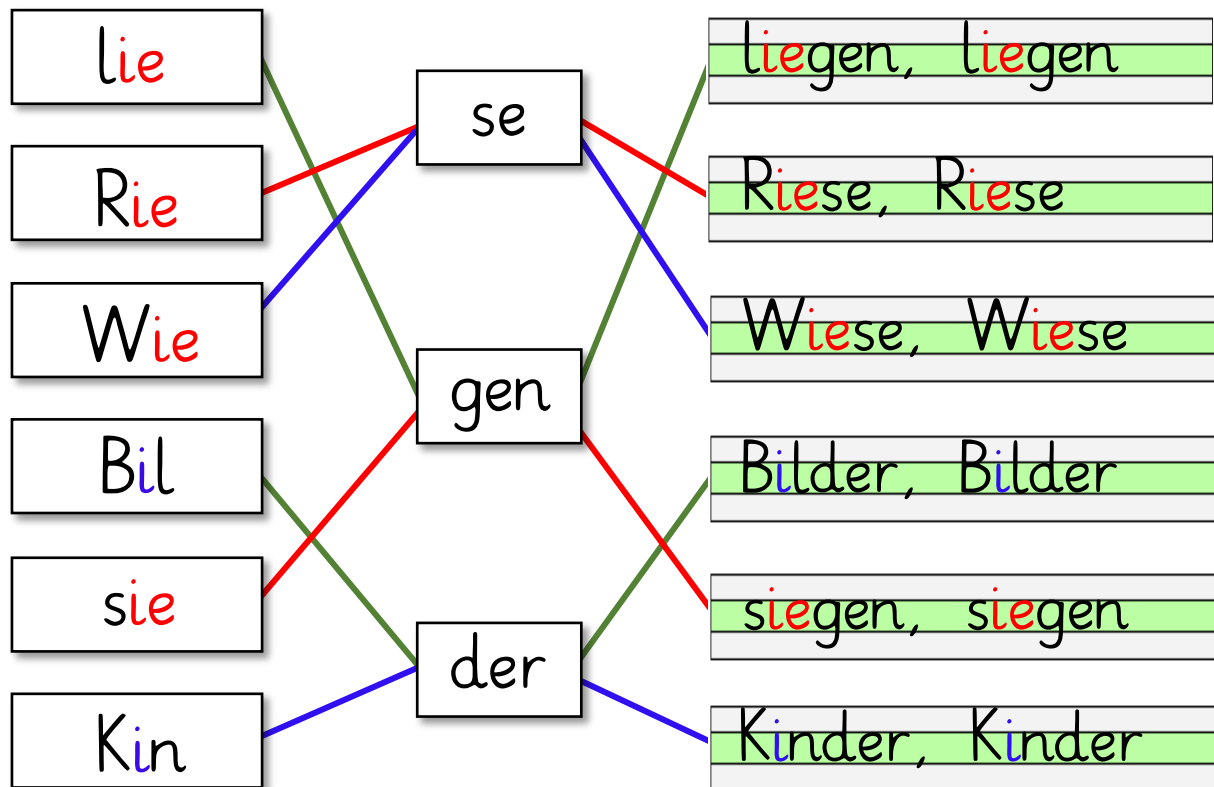 lie
Rie
Wie
Bil
sie
Kin
se
gen
der
liegen, liegen
Riese, Riese
Wiese, Wiese
Bilder, Bilder
siegen, siegen
Kinder, Kinder